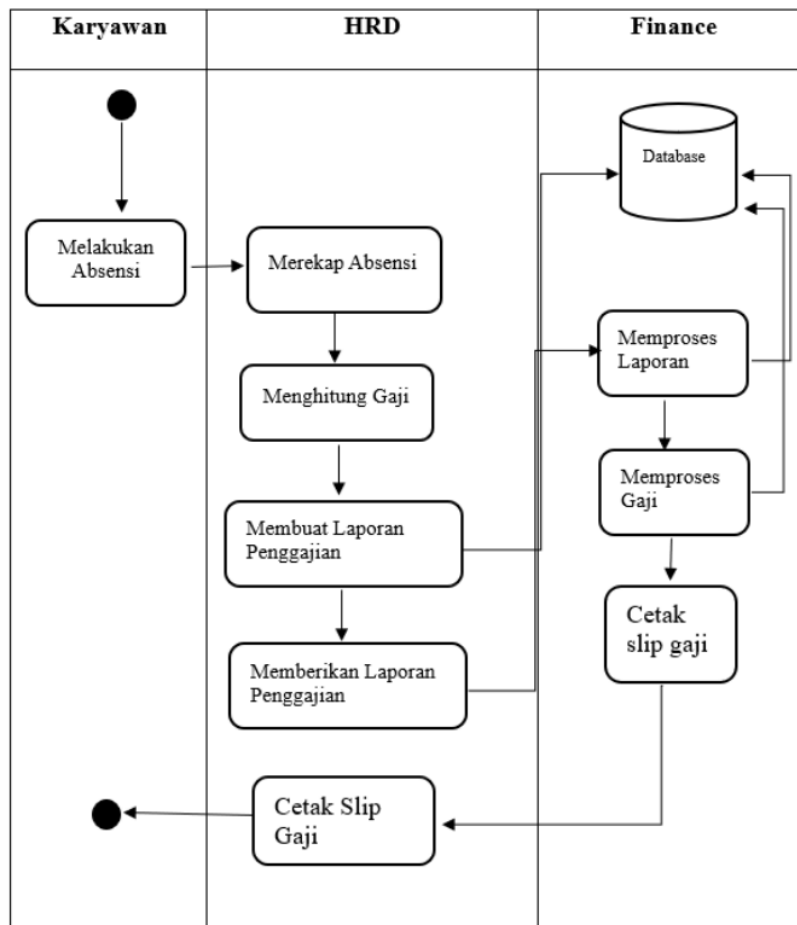 Karyawan
HRD
Finance
Database
Melakukan
Absensi
Merekap Absensi
Menghitung Gaji
Membuat Laporan
Penggajian
Memberikan Laporan
Penggajian
Memproses
Laporan
Memproses
Gaji
Cetak
slip gaji
Cetak Slip
Gaji